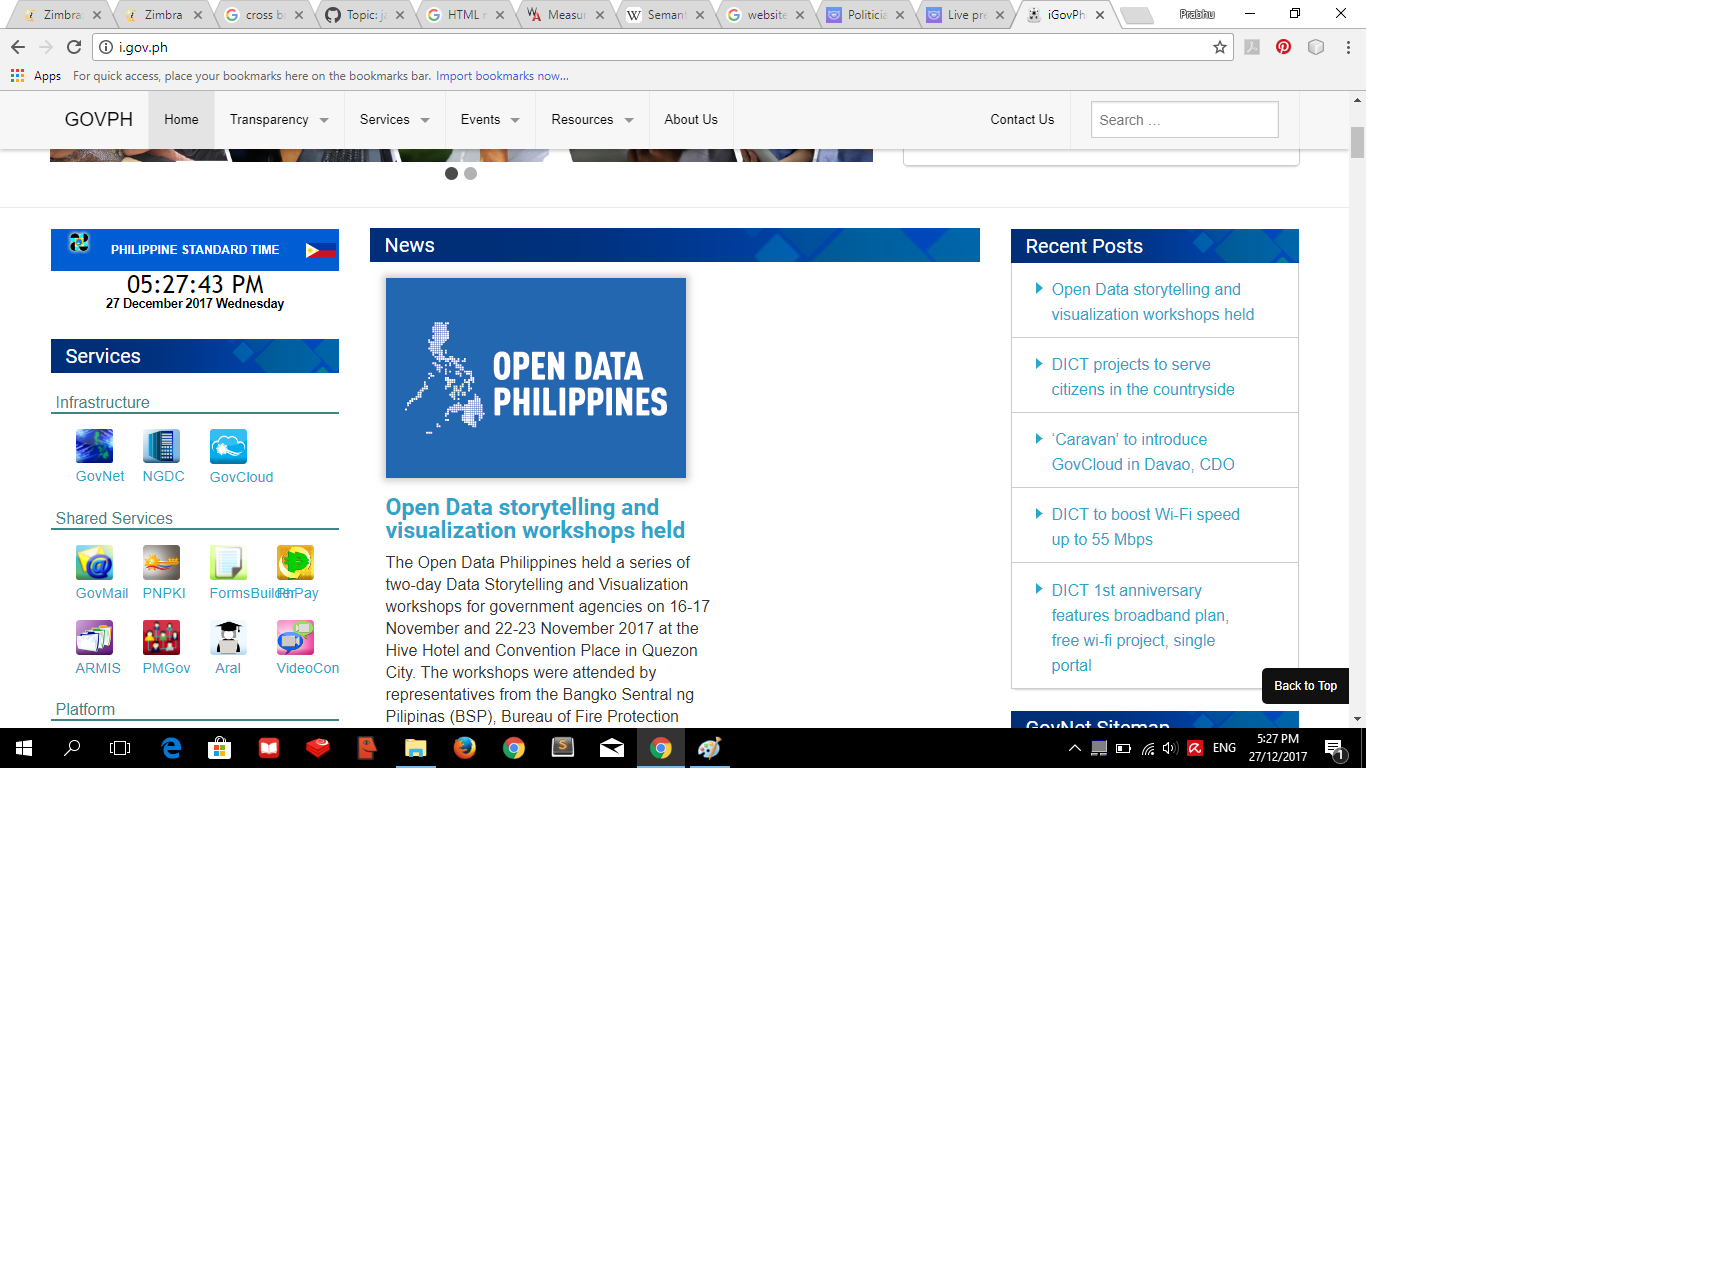 Zimbra
Zimbra
cross b
Topic: j
HTML
Measu
Seman
website
Politicia
Live pre
iGovPh
Prabhu
i.gov.ph
Apps For quick access, place your bookmarks here on the bookmarks bar. Import bookmarks now...
GOVPH Home Transparency Services Events Resources About Us Contact Us Search ...
PHILIPPINE STANDARD TIME
05:27:43 PM
27 December 2017 Wednesday
Services
Infrastructure
GovNet NGDC GovCloud
Shared Services
GovMail PNPKI FormsBuilder PhPay
ARMIS PMGov Aral VideoCon
Platform
News
OPEN DATA
PHILIPPINES
Open Data storytelling and
visualization workshops held
The Open Data Philippines held a series of
two-day Data Storytelling and Visualization
workshops for government agencies on 16-17
November and 22-23 November 2017 at the
Hive Hotel and Convention Place in Quezon
City. The workshops were attended by
representatives from the Bangko Sentral ng
Pilipinas (BSP), Bureau of Fire Protection
Recent Posts
Open Data storytelling and
visualization workshops held
DICT projects to serve
citizens in the countryside
‘Caravan’ to introduce
GovCloud in Davao, CDO
DICT to boost Wi-Fi speed
up to 55 Mbps
DICT 1st anniversary
features broadband plan,
free wi-fi project, single
portal
Back to Top
GovNet Sitemap
ENG
5:27 PM
27/12/2017
1